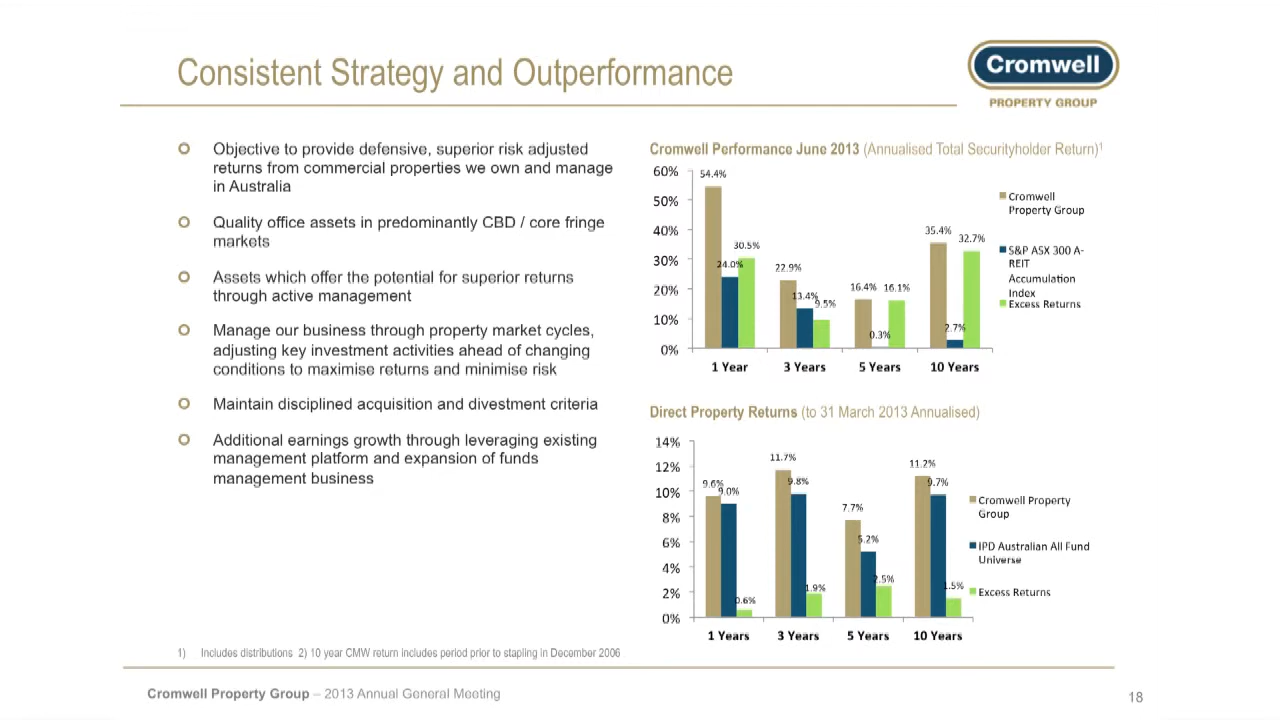 Consistent Strategy and Outperformance
Cromwell
PROPERTY GROUP
Objective to provide defensive, superior risk adjusted
returns from commercial properties we own and manage
in Australia
Quality office assets in predominantly CBD / core fringe
markets
Assets which offer the potential for superior returns
through active management
Manage our business through property market cycles,
adjusting key investment activities ahead of changing
conditions to maximise returns and minimise risk
Maintain disciplined acquisition and divestment criteria
Additional earnings growth through leveraging existing
management platform and expansion of funds
management business
Cromwell Performance June 2013 (Annualised Total Securityholder Return)¹
60%
50%
40%
30%
20%
10%
0%
54.4%
24.0%
30.5%
22.9%
13.4%
9.5%
16.4%
0.3%
16.1%
35.4%
2.7%
32.7%
1 Year
3 Years
5 Years
10 Years
Cromwell
Property Group
S&P ASX 300 A-
REIT
Accumulation
Index
Excess Returns
Direct Property Returns (to 31 March 2013 Annualised)
14%
12%
10%
8%
6%
4%
2%
0%
9.6%
9.0%
0.6%
11.7%
9.8%
1.9%
7.7%
5.2%
2.5%
11.2%
9.7%
1.5%
1 Years
3 Years
5 Years
10 Years
Cromwell Property
Group
IPD Australian All Fund
Universe
Excess Returns
1) Includes distributions 2) 10 year CMW return includes period prior to stapling in December 2006
Cromwell Property Group – 2013 Annual General Meeting
18